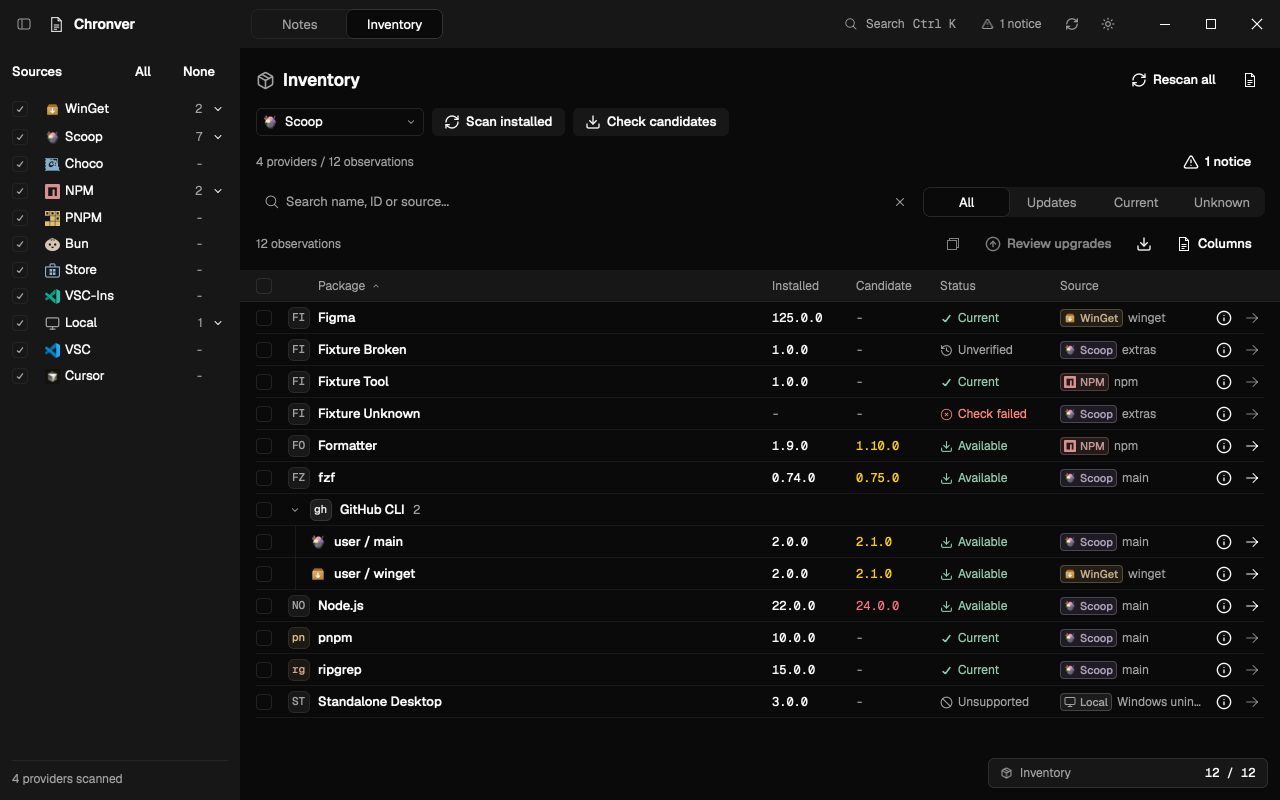 Chronver
Notes Inventory
Search Ctrl K 1 notice
Sources All None
WinGet 2
Scoop 7
Choco -
NPM 2
PNPM -
Bun -
Store -
VSC-Ins -
Local 1
VSC -
Cursor -
4 providers scanned
Inventory
Rescan all
Scoop Scan installed Check candidates
4 providers / 12 observations 1 notice
Search name, ID or source... All Updates Current Unknown
12 observations Review upgrades Columns
Package Installed Candidate Status Source
FI Figma 125.0.0 - Current WinGet winget
FI Fixture Broken 1.0.0 - Unverified Scoop extras
FI Fixture Tool 1.0.0 - Current NPM npm
FI Fixture Unknown - - Check failed Scoop extras
FO Formatter 1.9.0 1.10.0 Available NPM npm
FZ fzf 0.74.0 0.75.0 Available Scoop main
gh GitHub CLI 2
user / main 2.0.0 2.1.0 Available Scoop main
user / winget 2.0.0 2.1.0 Available WinGet winget
NO Node.js 22.0.0 24.0.0 Available Scoop main
pn pnpm 10.0.0 - Current Scoop main
rg ripgrep 15.0.0 - Current Scoop main
ST Standalone Desktop 3.0.0 - Unsupported Local Windows unin...
Inventory 12 / 12